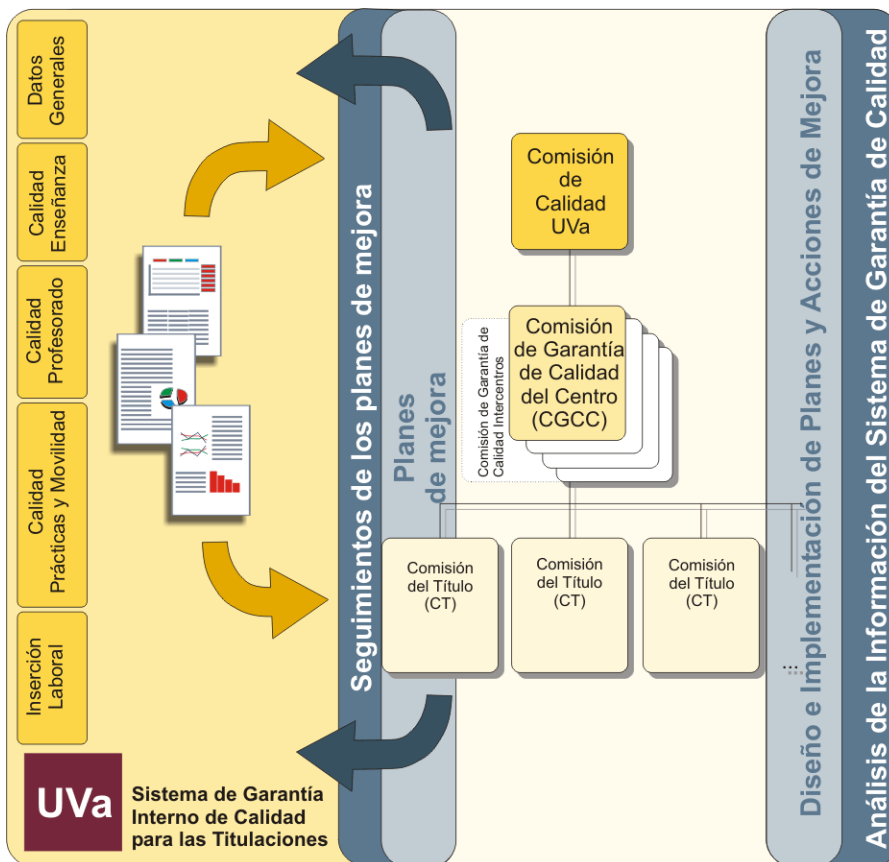 Datos
Generales
Calidad
Enseñanza
Calidad
Profesorado
Calidad
Prácticas y Movilidad
Inserción
Laboral
UVa
Sistema de Garantía
Interno de Calidad
para las Titulaciones
Seguimientos de los planes de mejora
Planes
de mejora
Comisión
de
Calidad
UVa
Comisión de Garantía de
Calidad Intercentros
Comisión
de Garantía
de Calidad
del Centro
(CGCC)
Comisión
del Título
(CT)
Comisión
del Título
(CT)
Comisión
del Título
(CT)
...
Diseño e Implementación de Planes y Acciones de Mejora
Análisis de la Información del Sistema de Garantía de Calidad